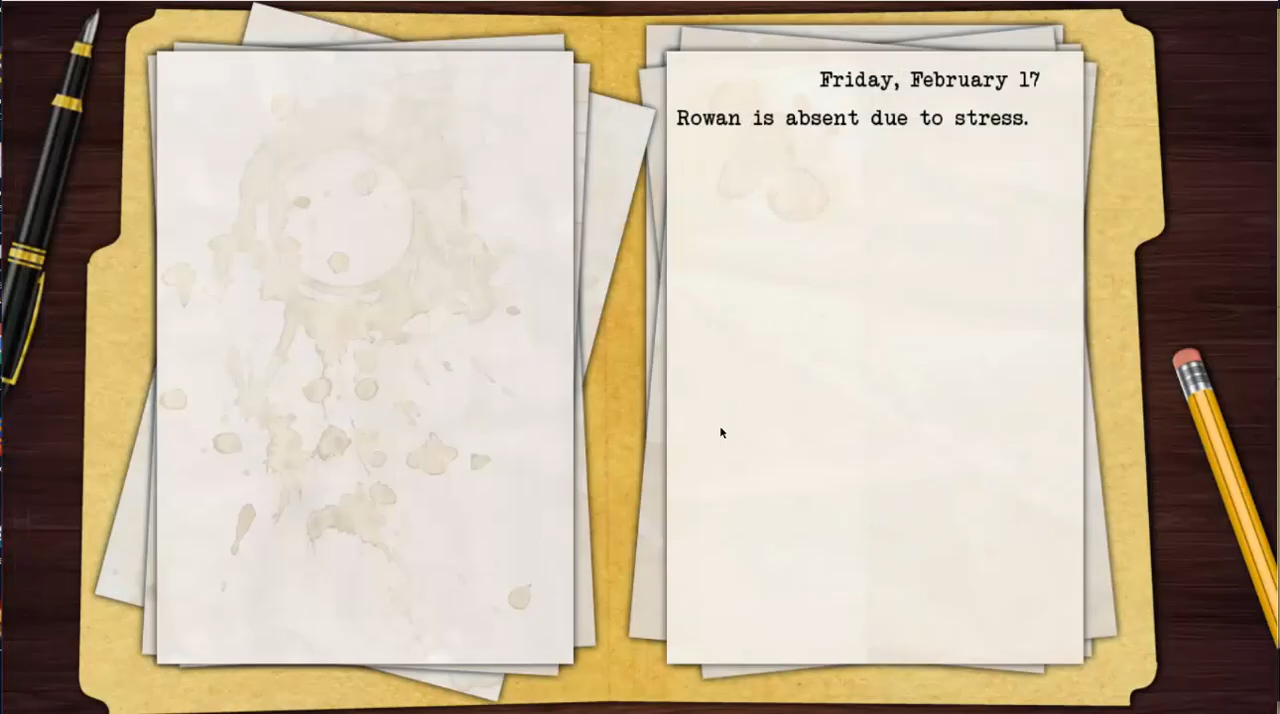 Friday, February 17
Rowan is absent due to stress.